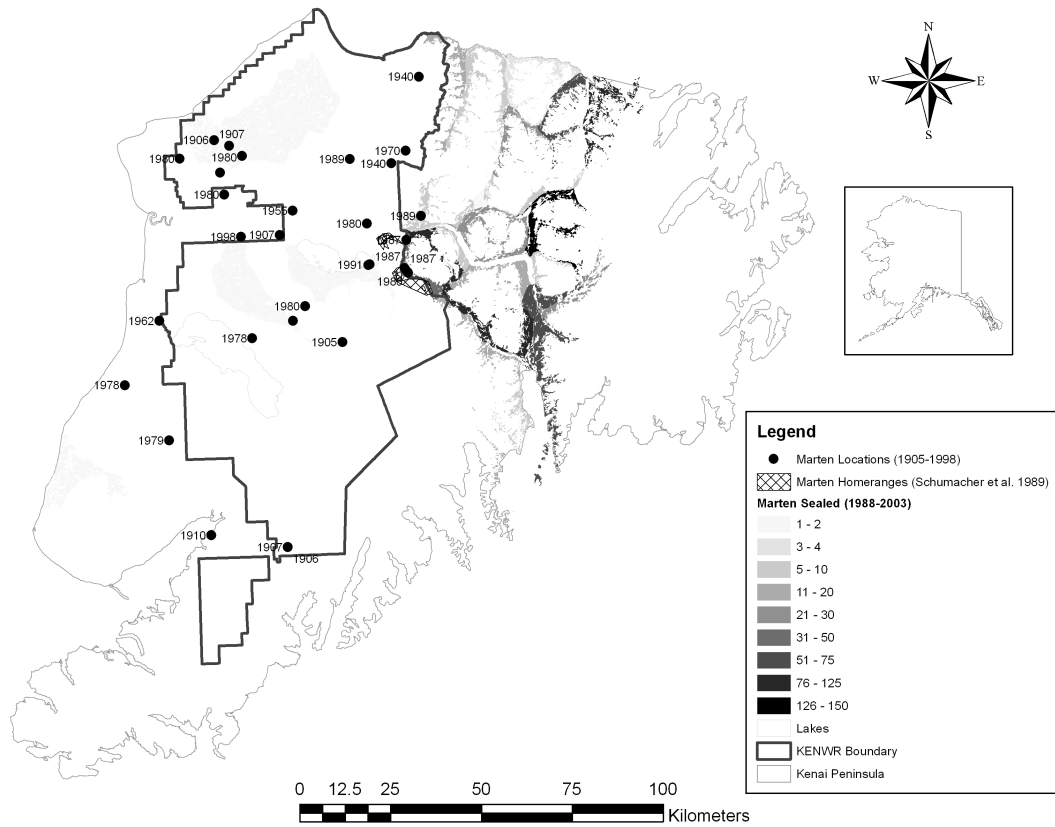 N
W
E
S
1940
1906
1907
1980
1980
1989
1970
1940
1980
1955
1980
1989
1998
1907
1987
1991
1987
1987
1980
1962
1978
1905
1978
1979
1910
1907
1906
Legend
Marten Locations (1905-1998)
Marten Homeranges (Schumacher et al. 1989)
Marten Sealed (1988-2003)
1 - 2
3 - 4
5 - 10
11 - 20
21 - 30
31 - 50
51 - 75
76 - 125
126 - 150
Lakes
KENWR Boundary
Kenai Peninsula
0 12.5 25 50 75 100
Kilometers